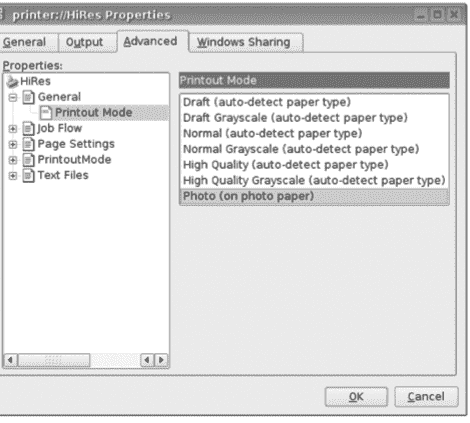 printer://HiRes Properties
General Output Advanced Windows Sharing
Properties:
HiRes
General
Printout Mode
Job Flow
Page Settings
PrintoutMode
Text Files
Printout Mode
Draft (auto-detect paper type)
Draft Grayscale (auto-detect paper type)
Normal (auto-detect paper type)
Normal Grayscale (auto-detect paper type)
High Quality (auto-detect paper type)
High Quality Grayscale (auto-detect paper type)
Photo (on photo paper)
OK Cancel